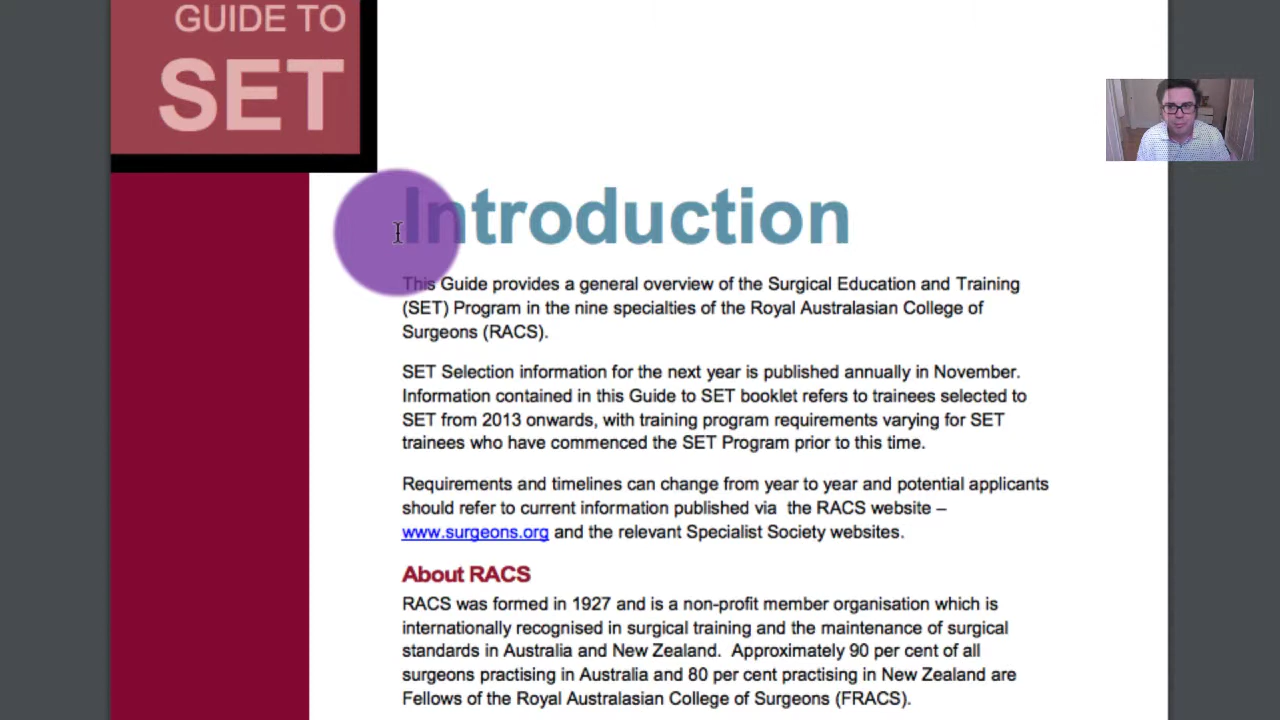 GUIDE TO
SET
Introduction
This Guide provides a general overview of the Surgical Education and Training
(SET) Program in the nine specialties of the Royal Australasian College of
Surgeons (RACS).
SET Selection information for the next year is published annually in November.
Information contained in this Guide to SET booklet refers to trainees selected to
SET from 2013 onwards, with training program requirements varying for SET
trainees who have commenced the SET Program prior to this time.
Requirements and timelines can change from year to year and potential applicants
should refer to current information published via the RACS website –
www.surgeons.org and the relevant Specialist Society websites.
About RACS
RACS was formed in 1927 and is a non-profit member organisation which is
internationally recognised in surgical training and the maintenance of surgical
standards in Australia and New Zealand. Approximately 90 per cent of all
surgeons practising in Australia and 80 per cent practising in New Zealand are
Fellows of the Royal Australasian College of Surgeons (FRACS).